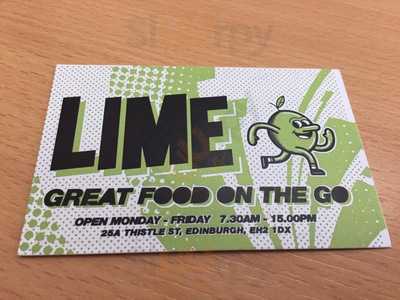 LIME
GREAT FOOD ON THE GO
OPEN MONDAY - FRIDAY 7.30AM - 15.00PM
25A THISTLE ST, EDINBURGH, EH2 1DX